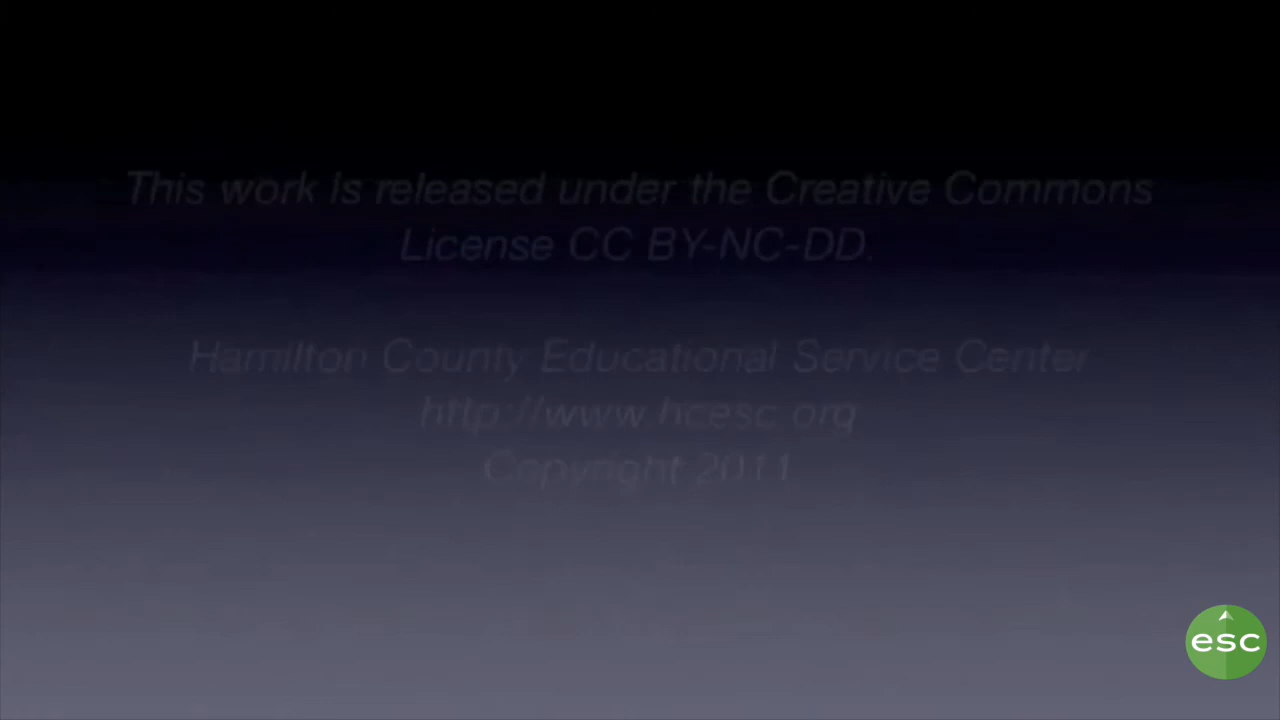 This work is released under the Creative Commons
License CC BY-NC-DD.
Hamilton County Educational Service Center
http://www.hcesc.org
Copyright 2011
esc